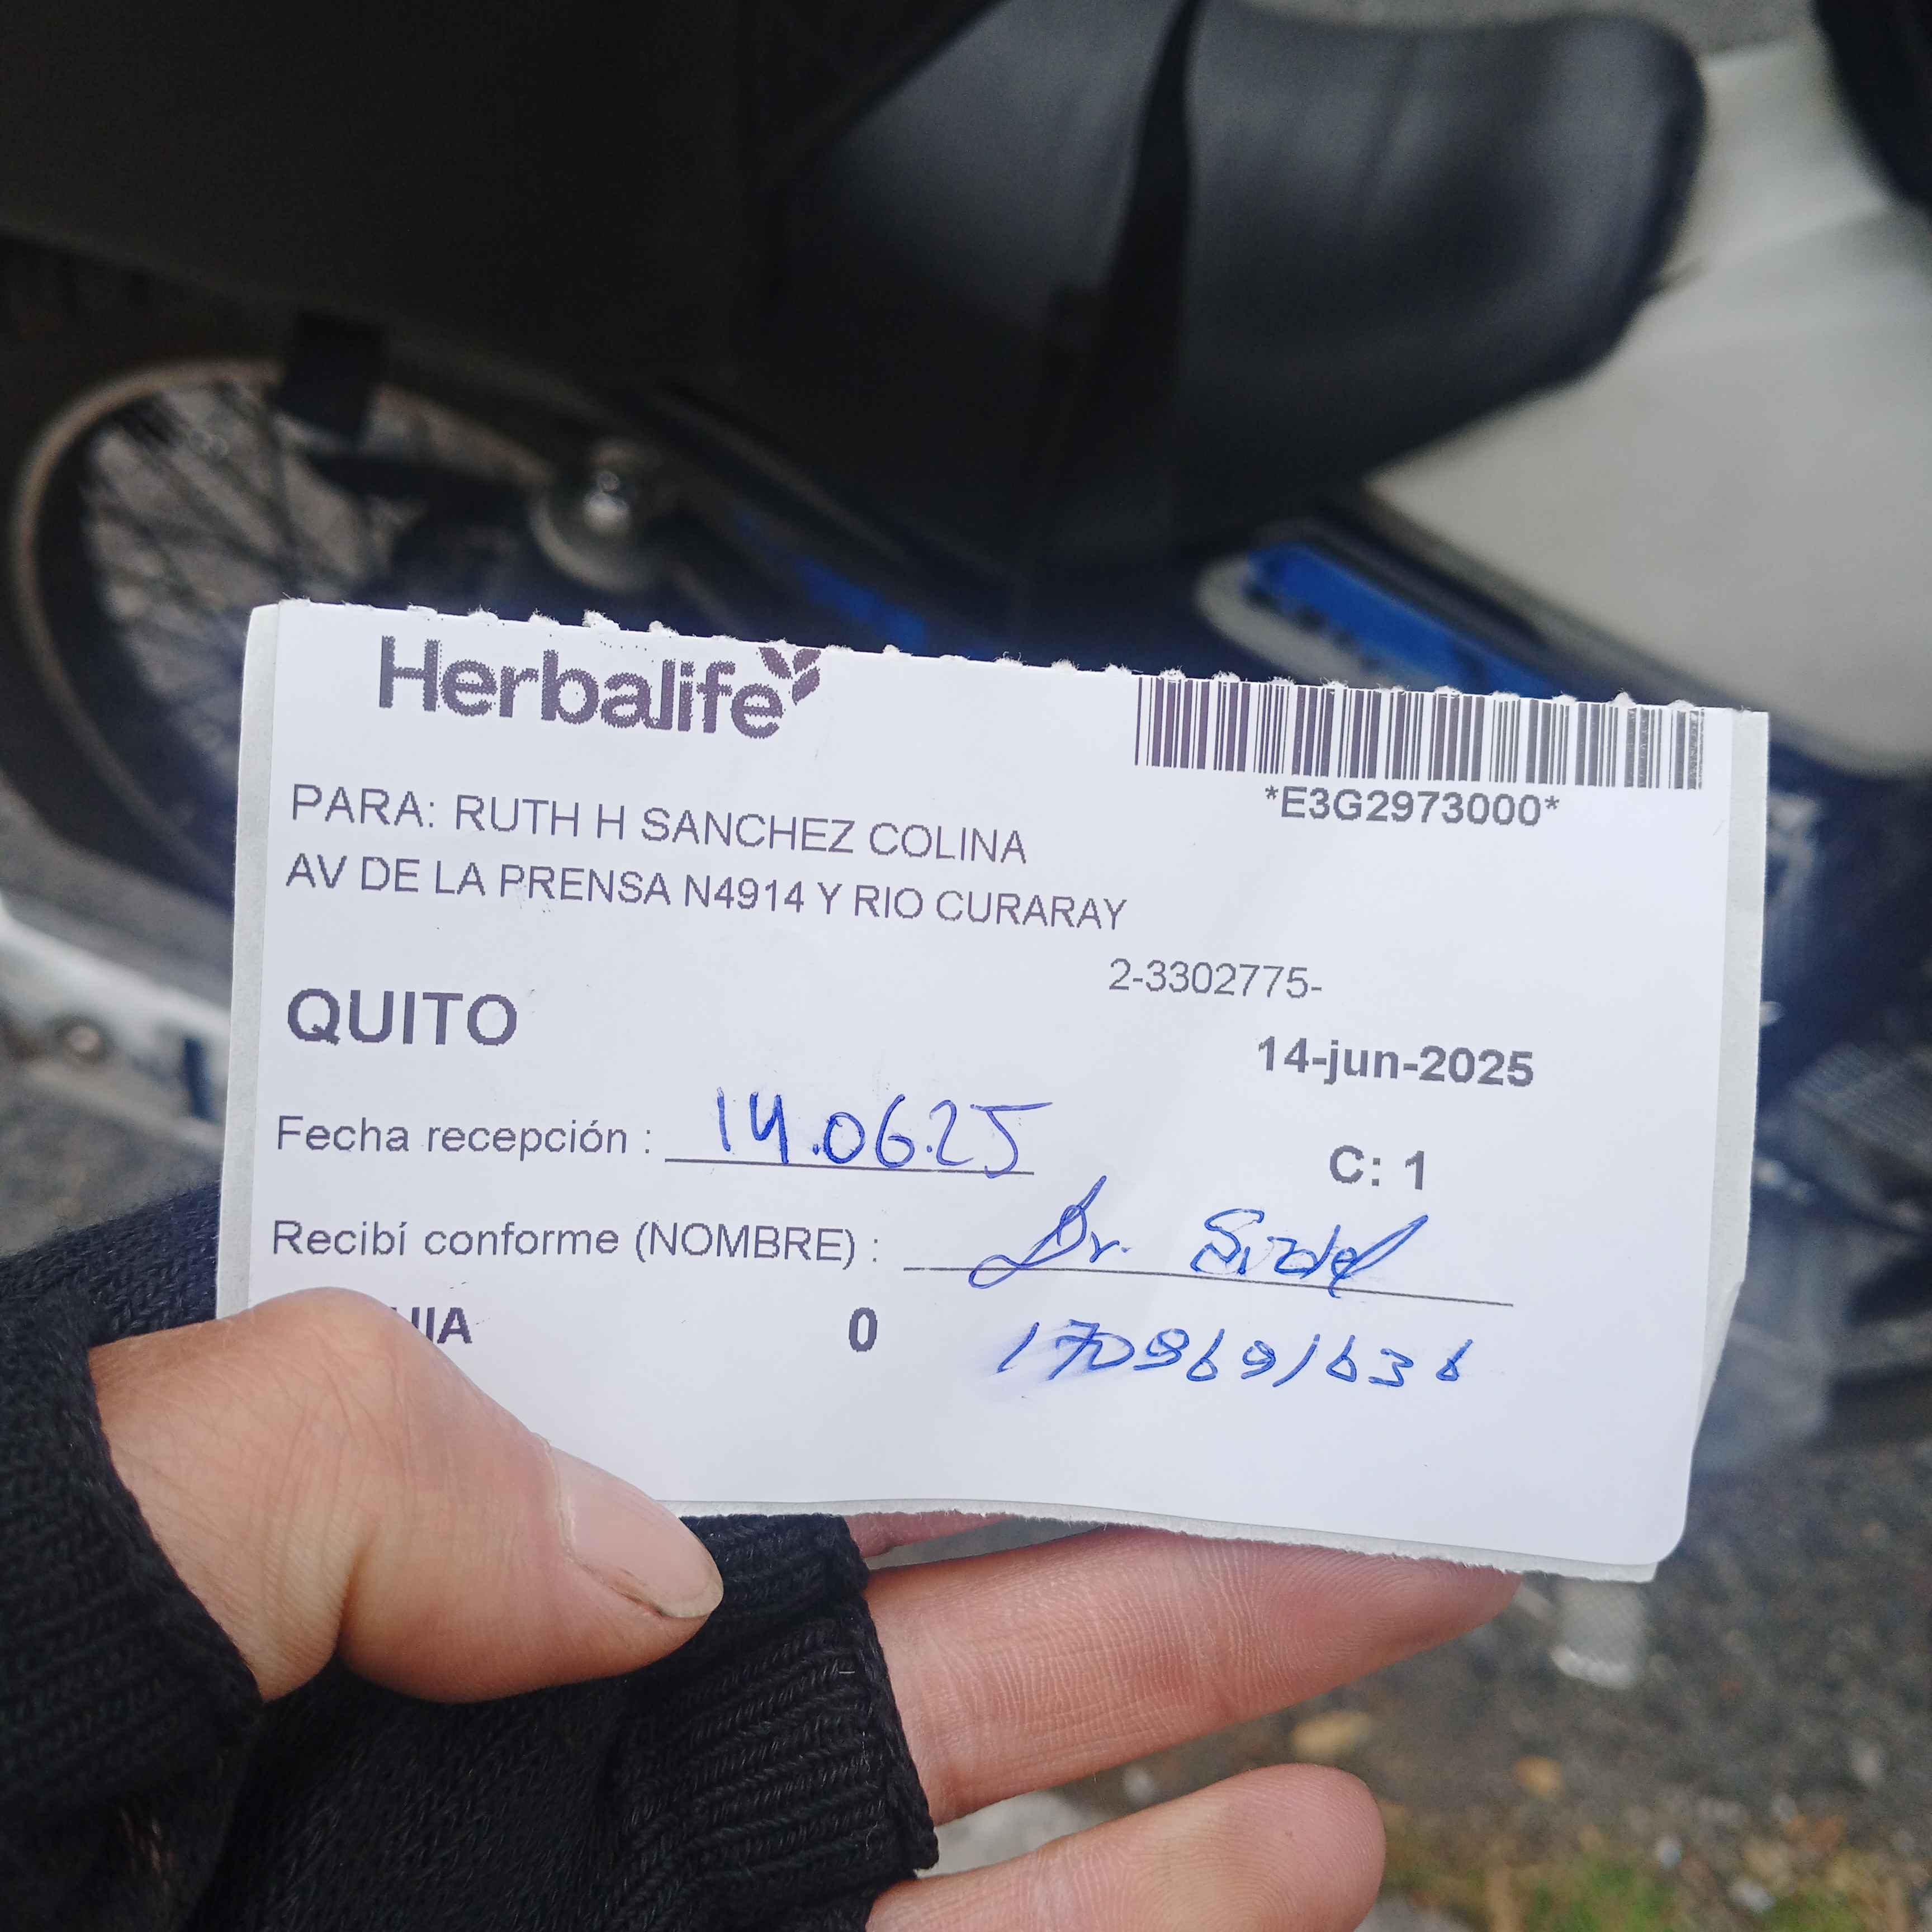 Herbalife
*E3G2973000*
PARA: RUTH H SANCHEZ COLINA
AV DE LA PRENSA N4914 Y RIO CURARAY
2-3302775-
QUITO
14-jun-2025
Fecha recepción : 14.06.25
C: 1
Recibí conforme (NOMBRE) : Dr.
0